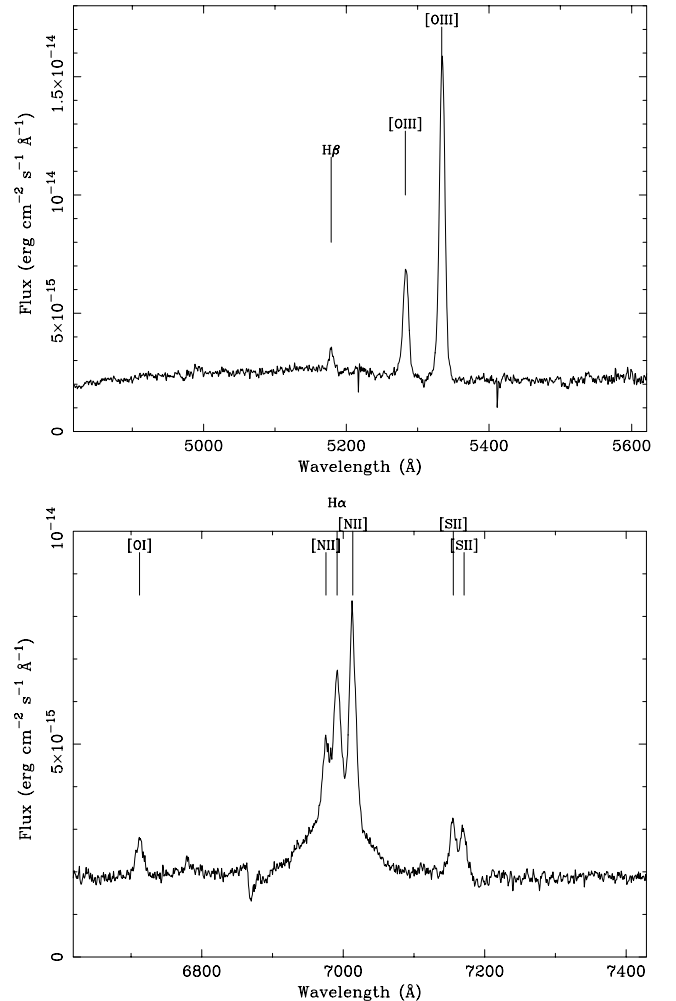 [OIII]
[OIII]
Hβ
1.5×10⁻¹⁴
10⁻¹⁴
5×10⁻¹⁵
0
Flux (erg cm⁻² s⁻¹ Å⁻¹)
5000 5200 5400 5600
Wavelength (Å)
Hα
[NII] [SII]
[OI] [NII] [SII]
10⁻¹⁴
5×10⁻¹⁵
0
Flux (erg cm⁻² s⁻¹ Å⁻¹)
6800 7000 7200 7400
Wavelength (Å)